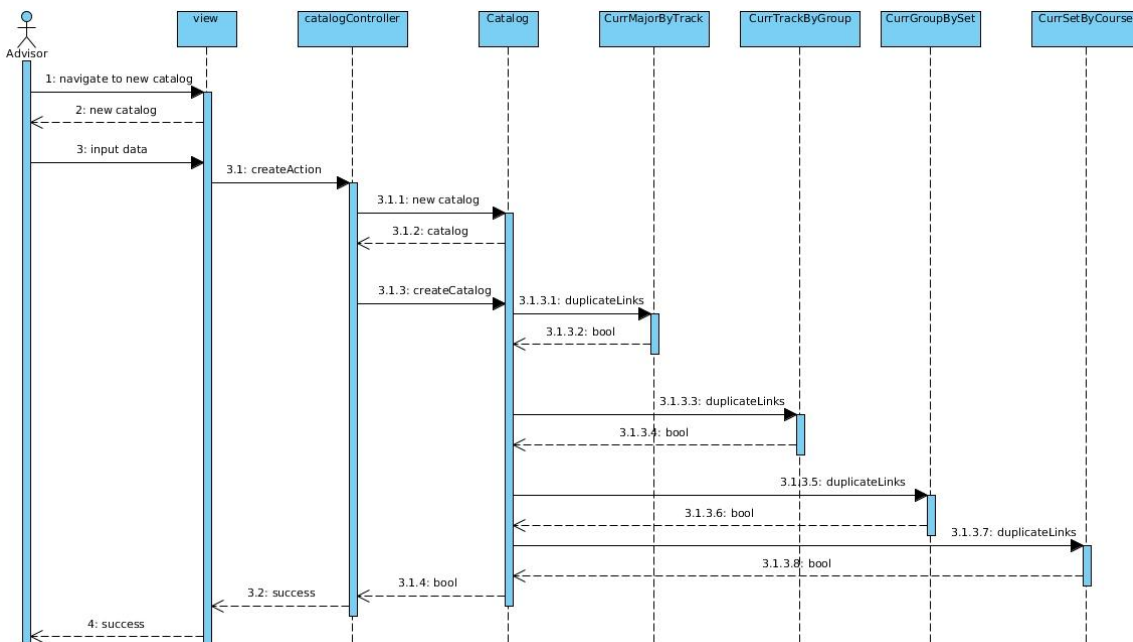 view
catalogController
Catalog
CurrMajorByTrack
CurrTrackByGroup
CurrGroupBySet
CurrSetByCourse
Advisor
1: navigate to new catalog
2: new catalog
3: input data
3.1: createAction
3.1.1: new catalog
3.1.2: catalog
3.1.3: createCatalog
3.1.3.1: duplicateLinks
3.1.3.2: bool
3.1.3.3: duplicateLinks
3.1.3.4: bool
3.1.3.5: duplicateLinks
3.1.3.6: bool
3.1.3.7: duplicateLinks
3.1.3.8: bool
3.1.4: bool
3.2: success
4: success